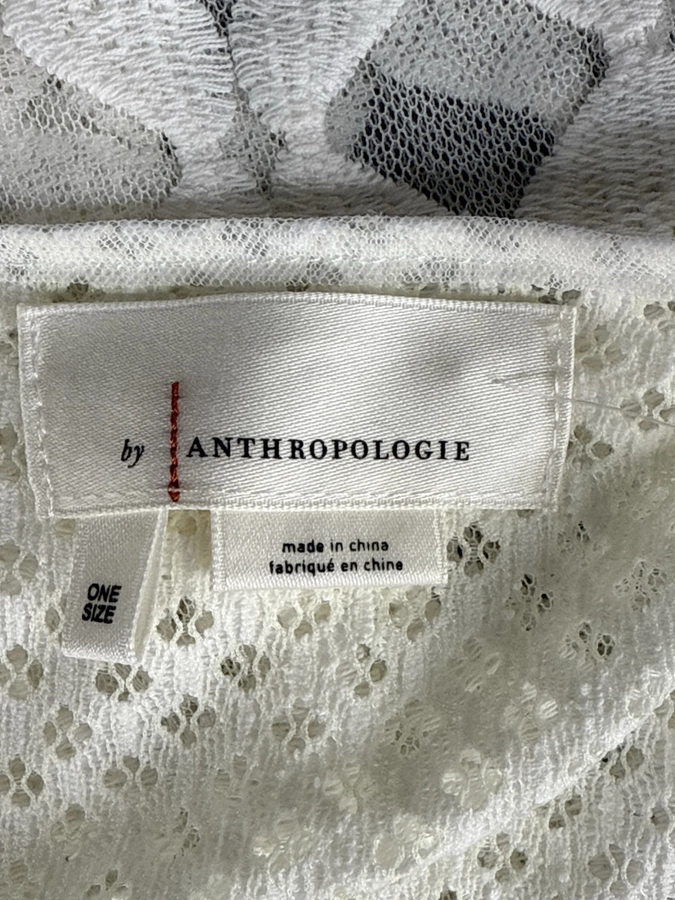 by ANTHROPOLOGIE
made in china
fabriqué en chine
ONE
SIZE